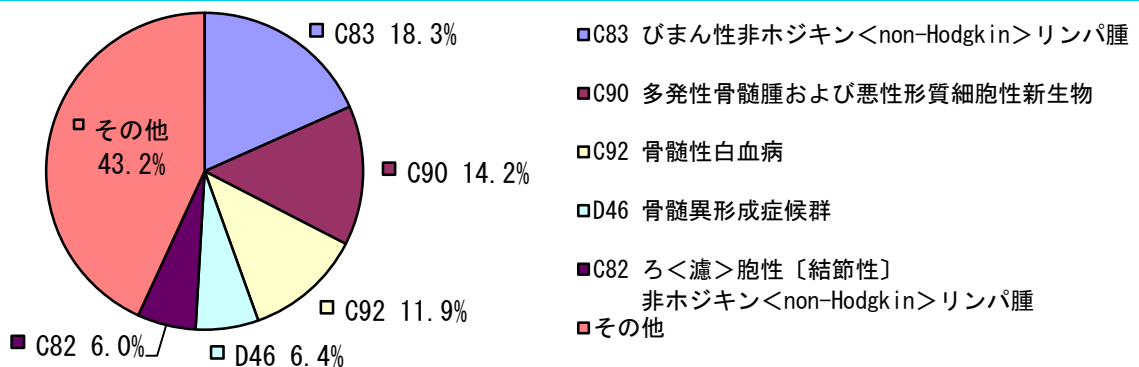 C83 18.3%
C90 14.2%
C92 11.9%
D46 6.4%
C82 6.0%
その他
43.2%
C83 びまん性非ホジキン<non-Hodgkin>リンパ腫
C90 多発性骨髄腫および悪性形質細胞性新生物
C92 骨髄性白血病
D46 骨髄異形成症候群
C82 ろ<濾>胞性〔結節性〕
非ホジキン<non-Hodgkin>リンパ腫
その他